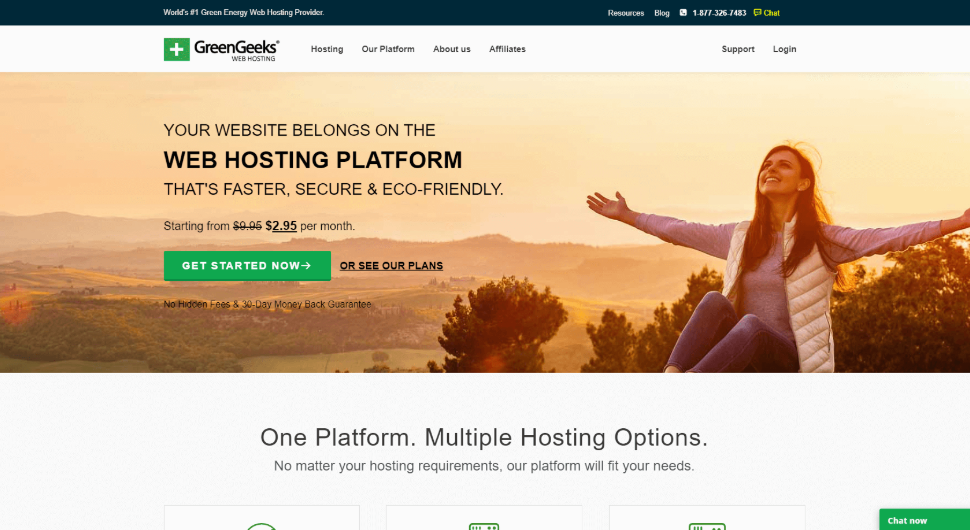 World's #1 Green Energy Web Hosting Provider.
Resources Blog 1-877-326-7483 Chat
GreenGeeks®
WEB HOSTING
Hosting Our Platform About us Affiliates
Support Login
YOUR WEBSITE BELONGS ON THE
WEB HOSTING PLATFORM
THAT'S FASTER, SECURE & ECO-FRIENDLY.
Starting from $9.95 $2.95 per month.
GET STARTED NOW→ OR SEE OUR PLANS
No Hidden Fees & 30-Day Money Back Guarantee.
One Platform. Multiple Hosting Options.
No matter your hosting requirements, our platform will fit your needs.
Chat now